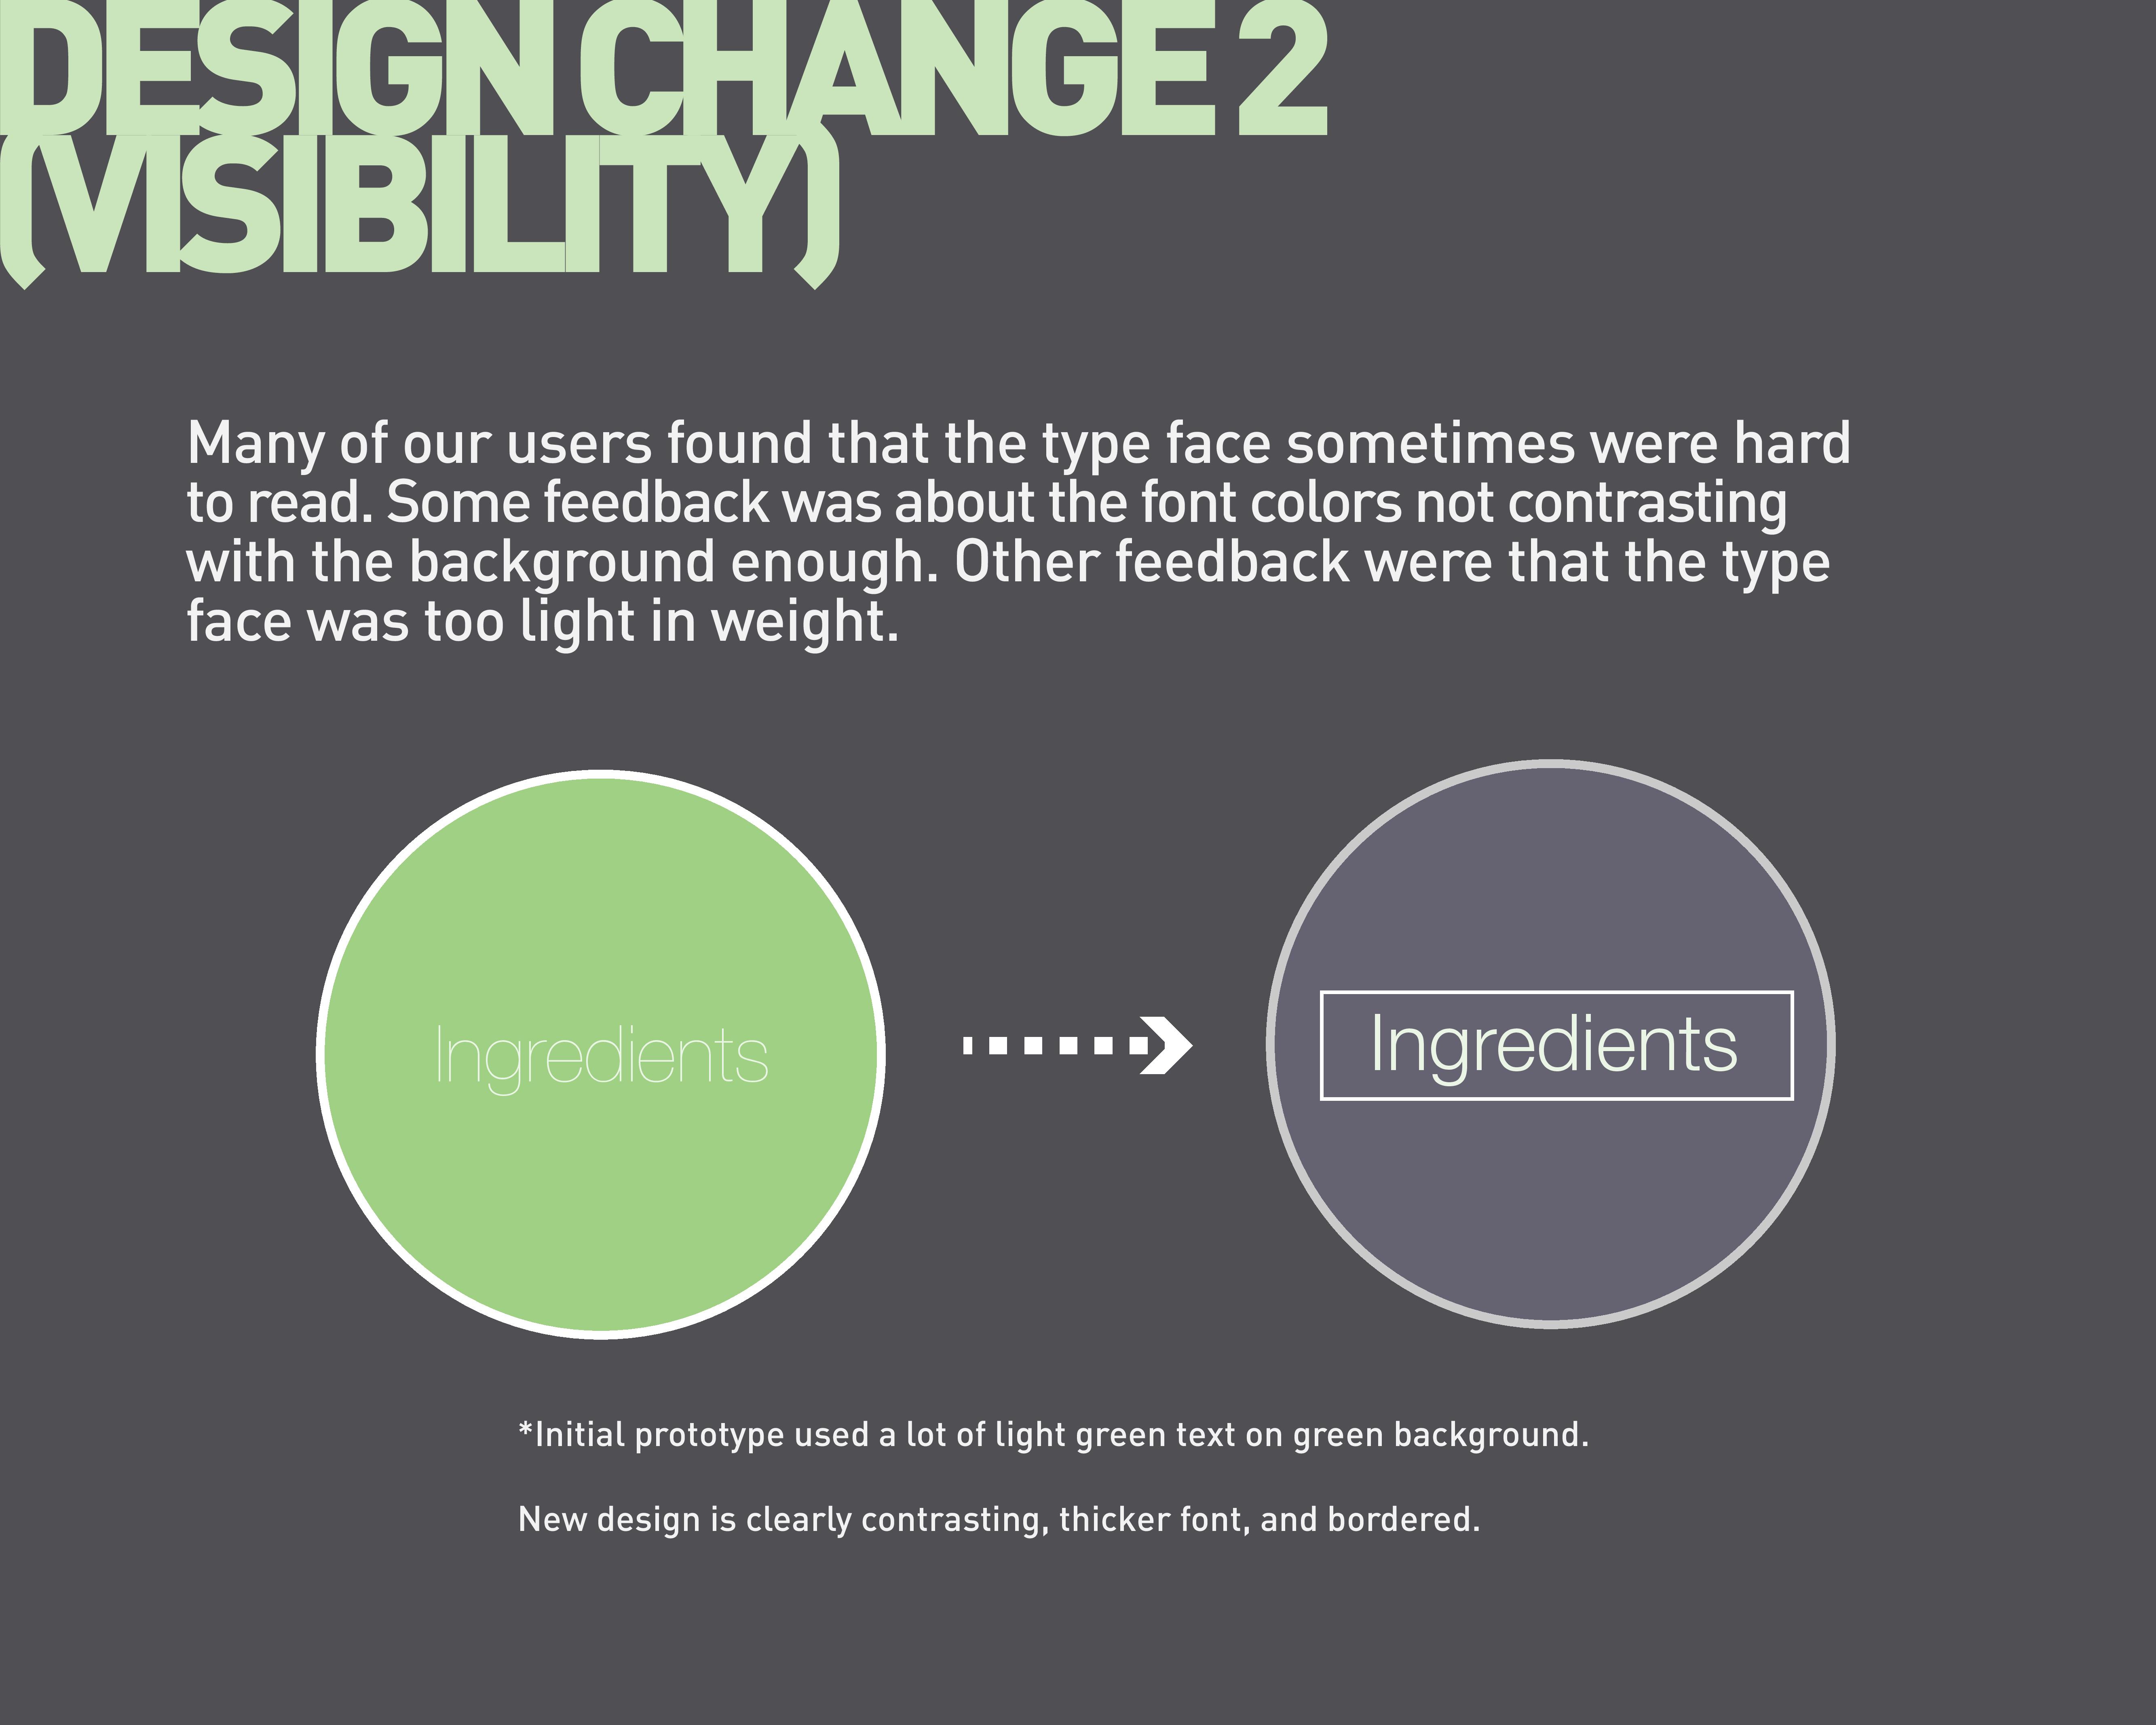 DESIGN CHANGE 2
(VISIBILITY)
Many of our users found that the type face sometimes were hard
to read. Some feedback was about the font colors not contrasting
with the background enough. Other feedback were that the type
face was too light in weight.
Ingredients
Ingredients
*Initial prototype used a lot of light green text on green background.
New design is clearly contrasting, thicker font, and bordered.